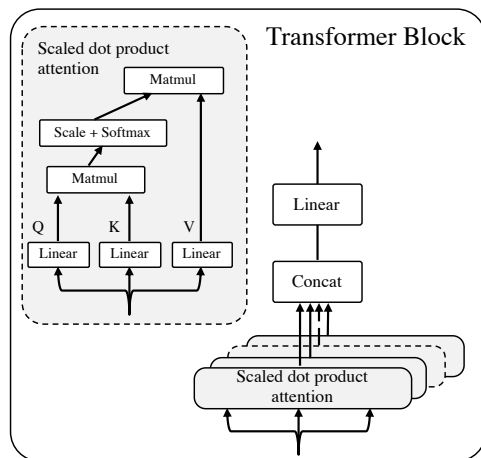 Transformer Block
Scaled dot product
attention
Matmul
Scale + Softmax
Matmul
Q
K
V
Linear
Linear
Linear
Linear
Concat
Scaled dot product
attention